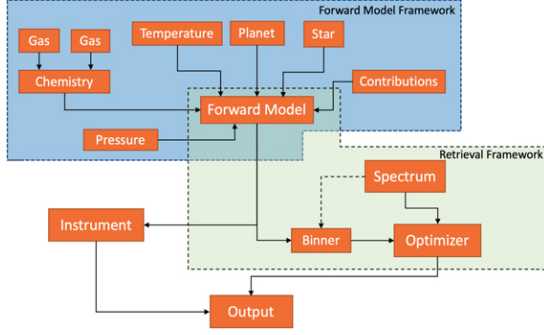 Forward Model Framework
Gas
Gas
Temperature
Planet
Star
Chemistry
Contributions
Forward Model
Pressure
Retrieval Framework
Spectrum
Instrument
Binner
Optimizer
Output